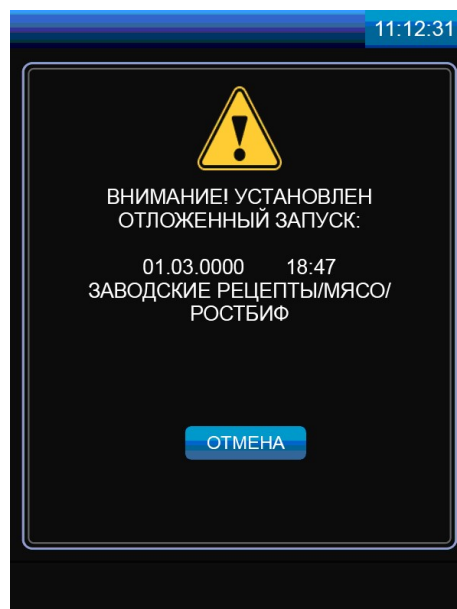 11:12:31
ВНИМАНИЕ! УСТАНОВЛЕН
ОТЛОЖЕННЫЙ ЗАПУСК:
01.03.0000 18:47
ЗАВОДСКИЕ РЕЦЕПТЫ/МЯСО/
РОСТБИФ
ОТМЕНА